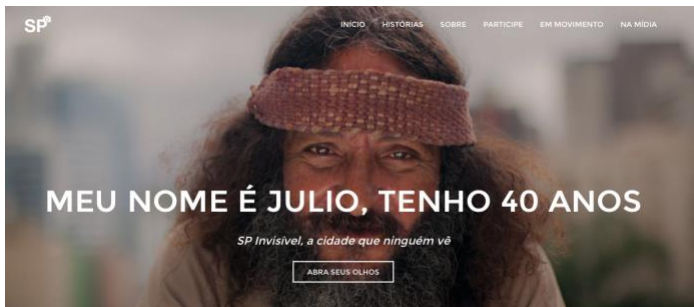 SP
INÍCIO HISTÓRIAS SOBRE PARTICIPE EM MOVIMENTO NA MÍDIA
MEU NOME É JULIO, TENHO 40 ANOS
SP Invisível, a cidade que ninguém vê
ABRA SEUS OLHOS